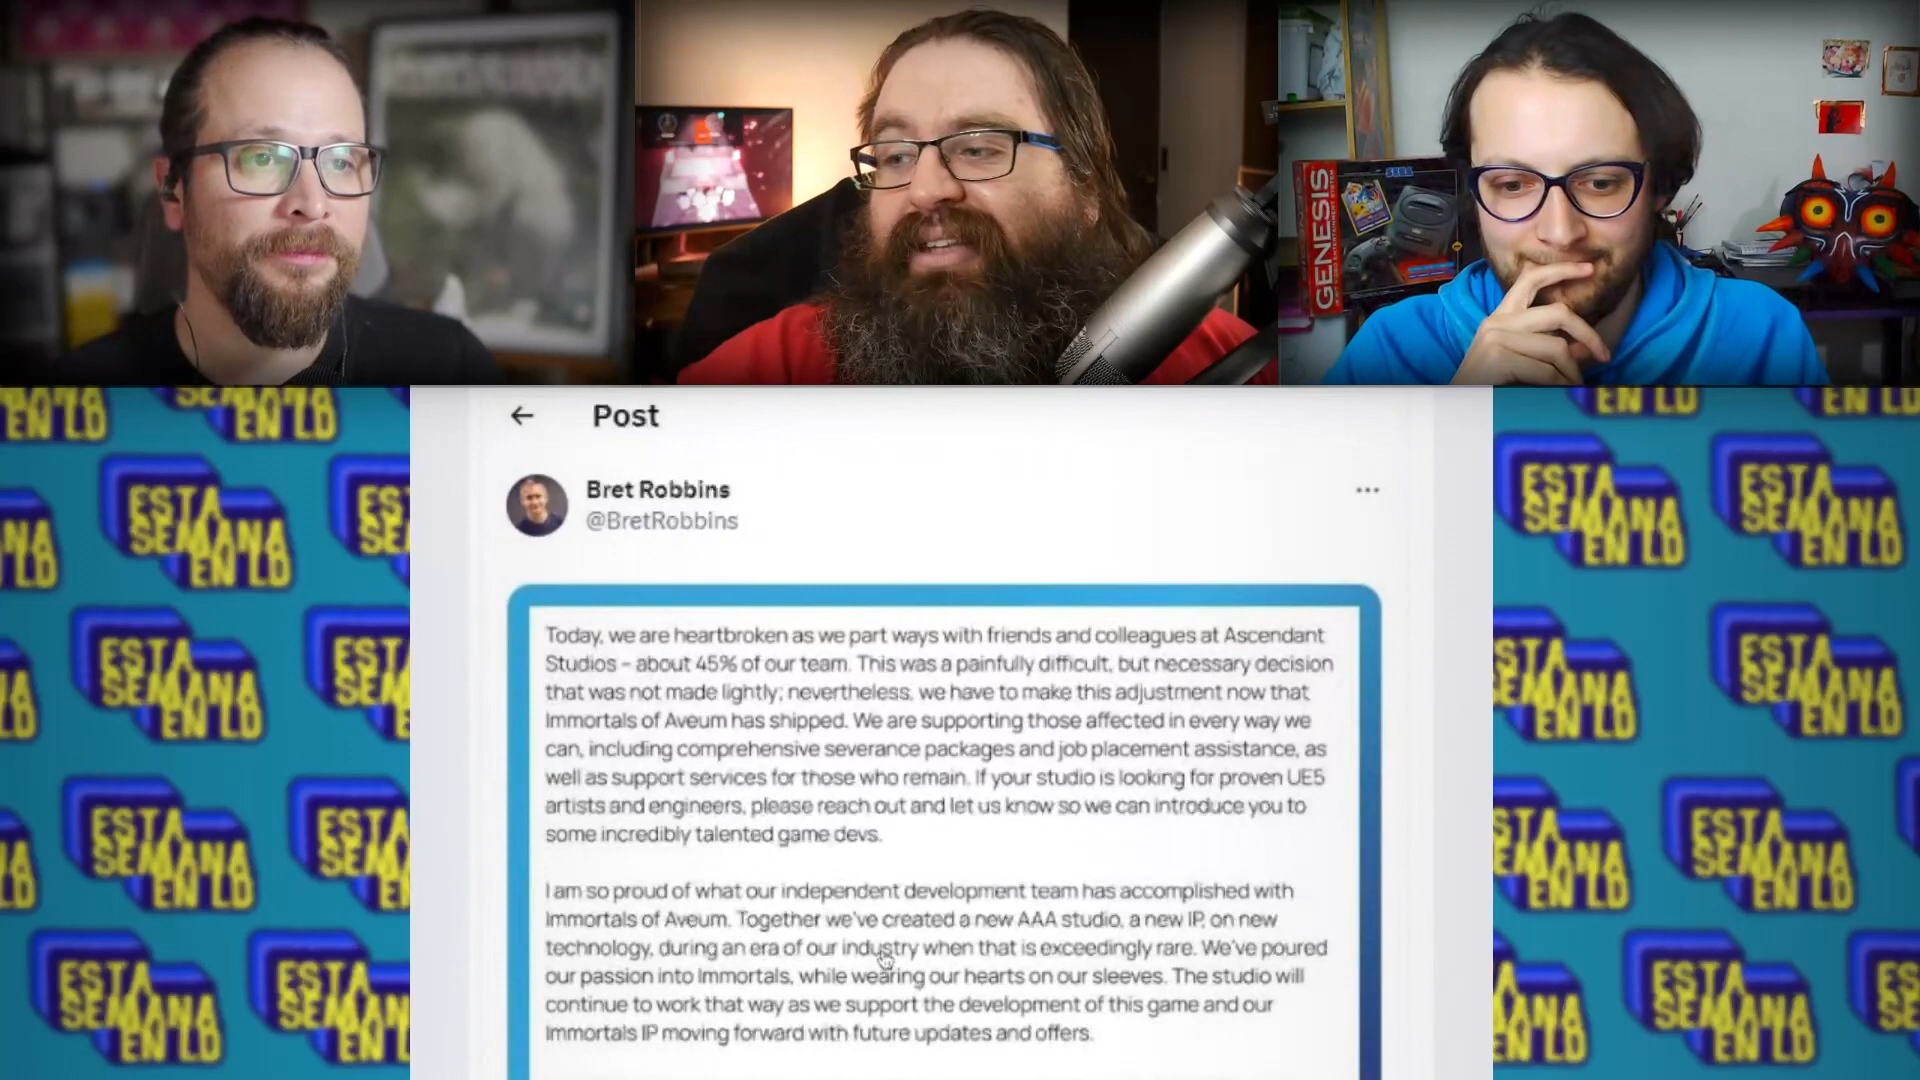 GENESIS
SEGA
Post
Bret Robbins
@BretRobbins
Today, we are heartbroken as we part ways with friends and colleagues at Ascendant
Studios – about 45% of our team. This was a painfully difficult, but necessary decision
that was not made lightly; nevertheless, we have to make this adjustment now that
Immortals of Aveum has shipped. We are supporting those affected in every way we
can, including comprehensive severance packages and job placement assistance, as
well as support services for those who remain. If your studio is looking for proven UE5
artists and engineers, please reach out and let us know so we can introduce you to
some incredibly talented game devs.
I am so proud of what our independent development team has accomplished with
Immortals of Aveum. Together we've created a new AAA studio, a new IP, on new
technology, during an era of our industry when that is exceedingly rare. We've poured
our passion into Immortals, while wearing our hearts on our sleeves. The studio will
continue to work that way as we support the development of this game and our
Immortals IP moving forward with future updates and offers.
ESTA
SEMANA
EN LD